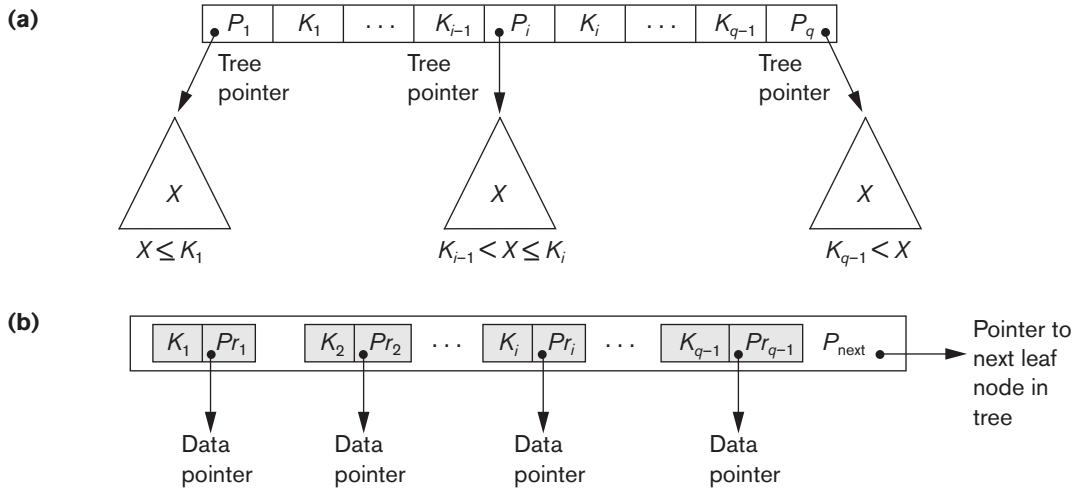 (a)
P1 K1 . . . Ki–1 Pi Ki . . . Kq–1 Pq
Tree pointer
Tree pointer
Tree pointer
X
X
X
X ≤ K1
Ki–1 < X ≤ Ki
Kq–1 < X
(b)
K1 Pr1 K2 Pr2 . . . Ki Pri . . . Kq–1 Prq–1 Pnext
Pointer to
next leaf
node in
tree
Data
pointer
Data
pointer
Data
pointer
Data
pointer